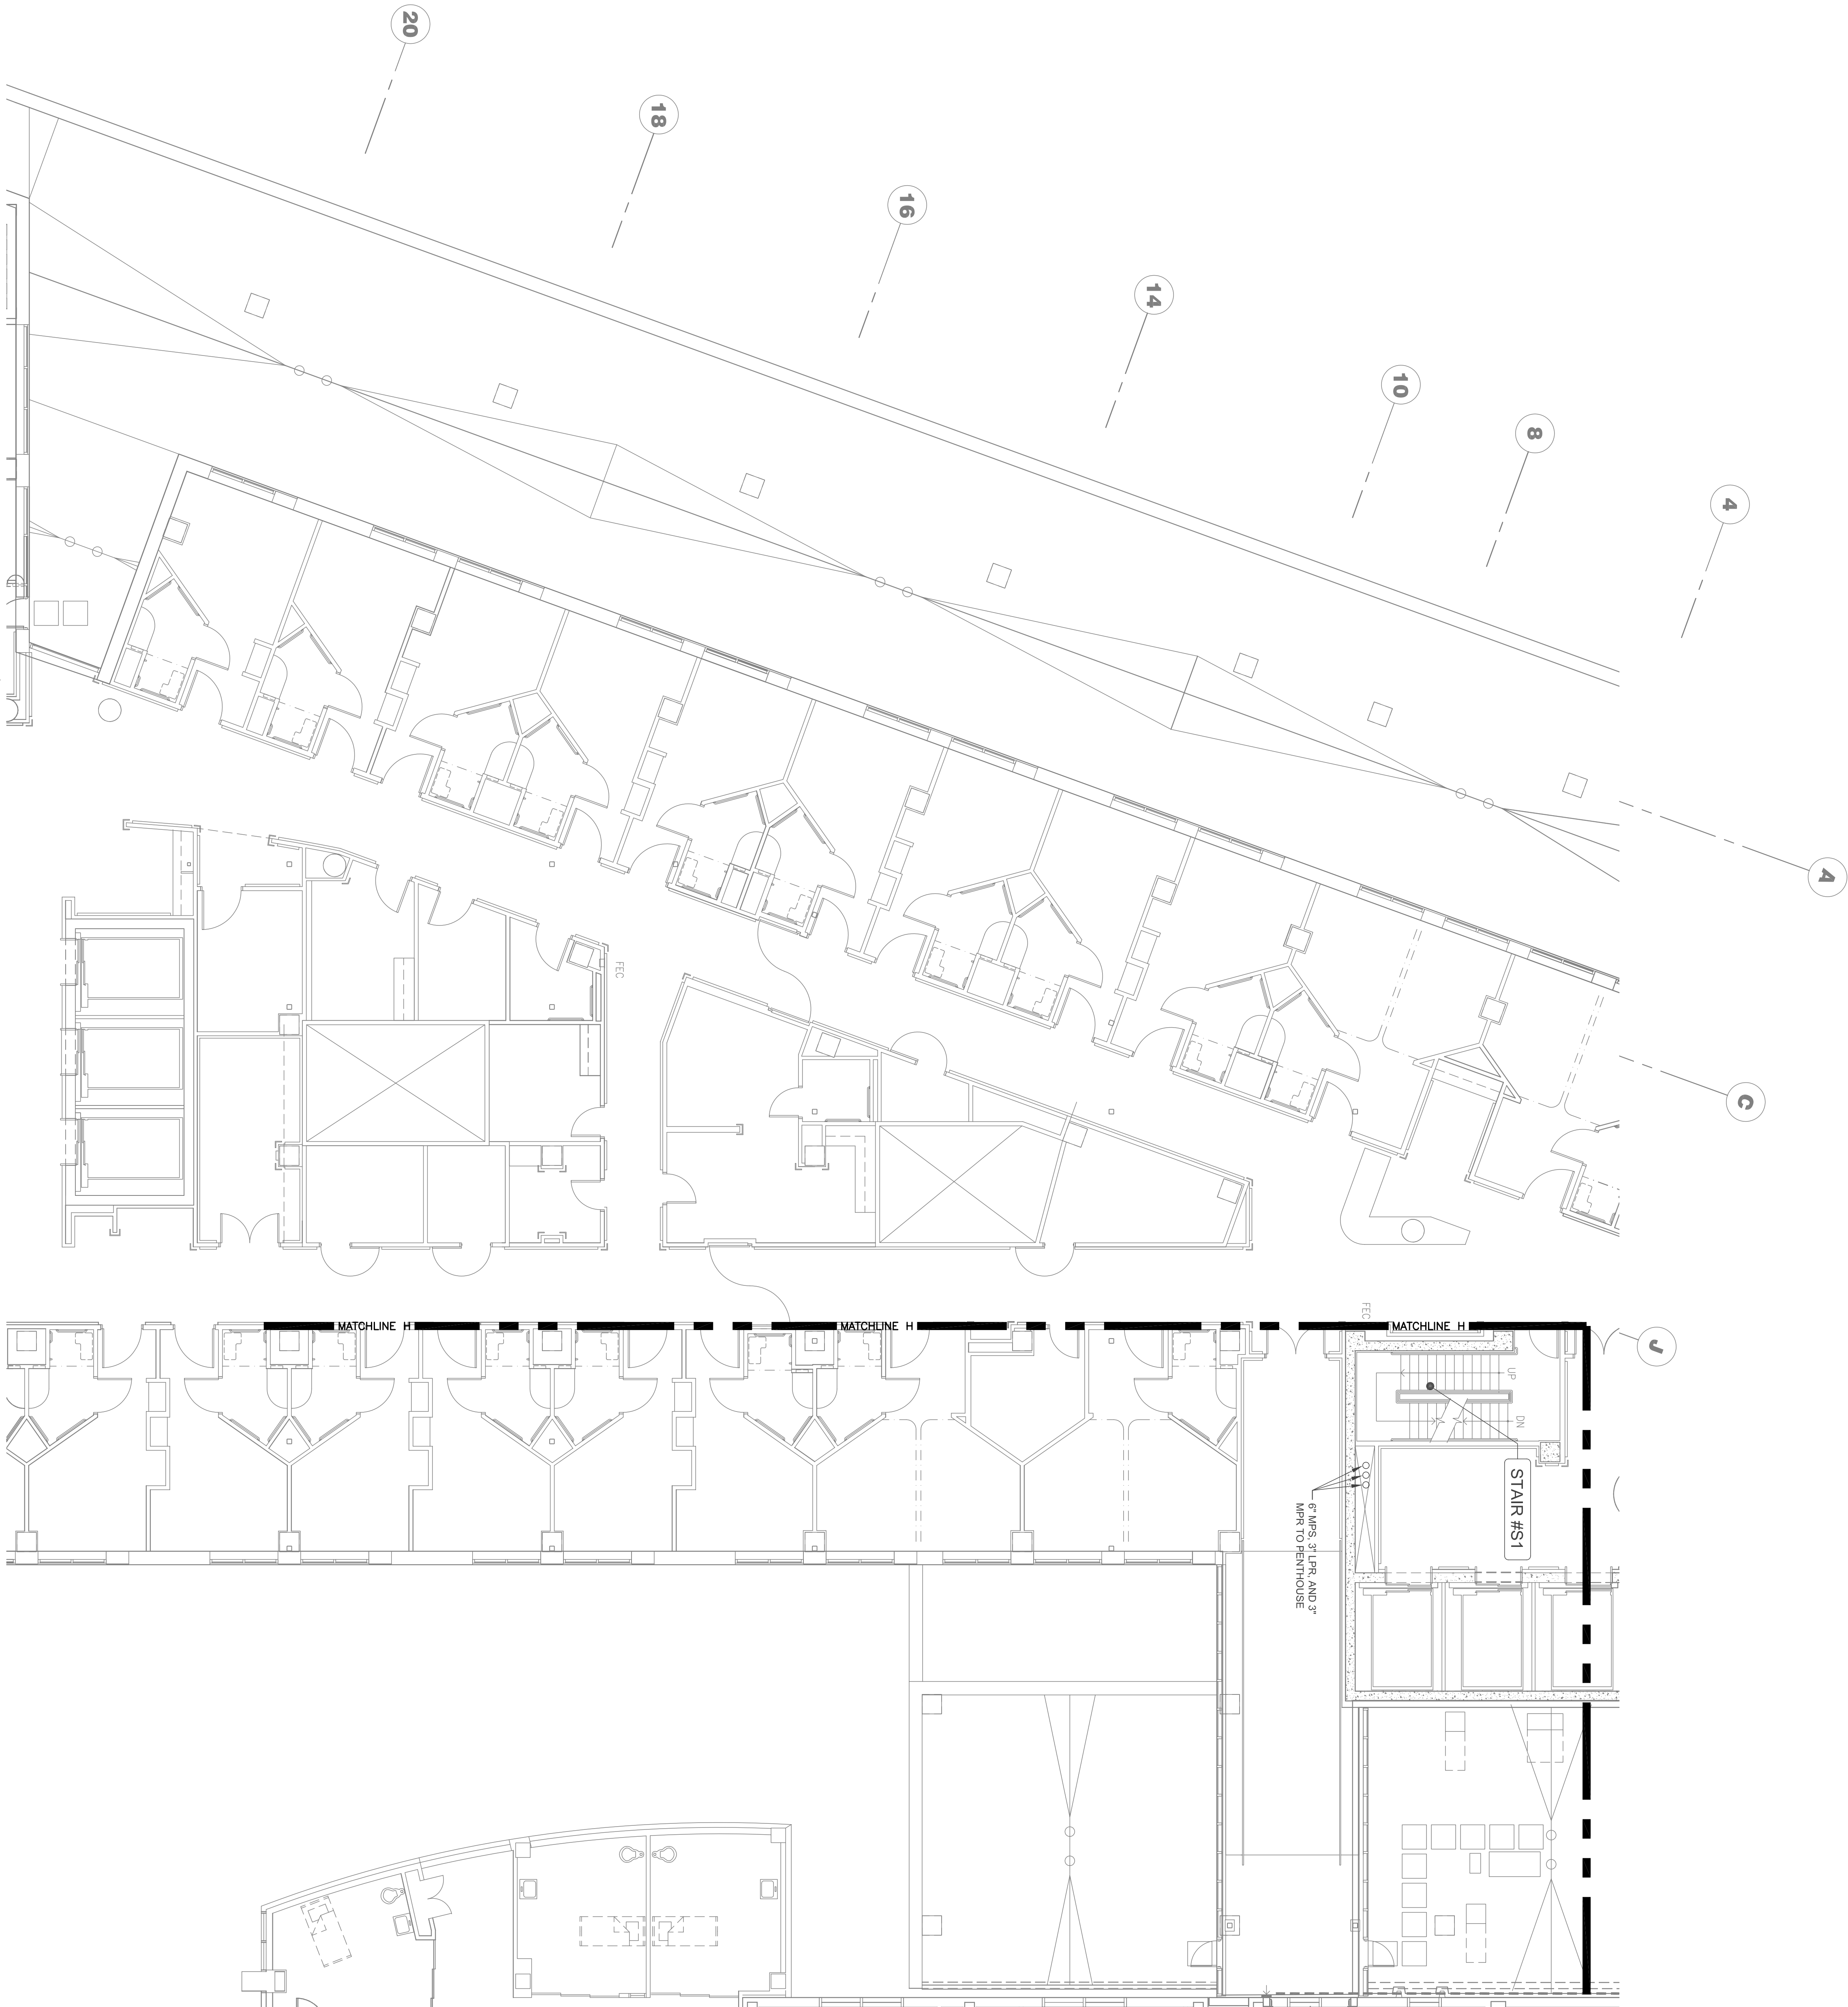 20
18
16
14
10
8
4
A
C
FEC
FEC
MATCHLINE H
MATCHLINE H
MATCHLINE H
J
UP
DN
STAIR #S1
6" MPS, 3" LPR, AND 3"
MPR TO PENTHOUSE